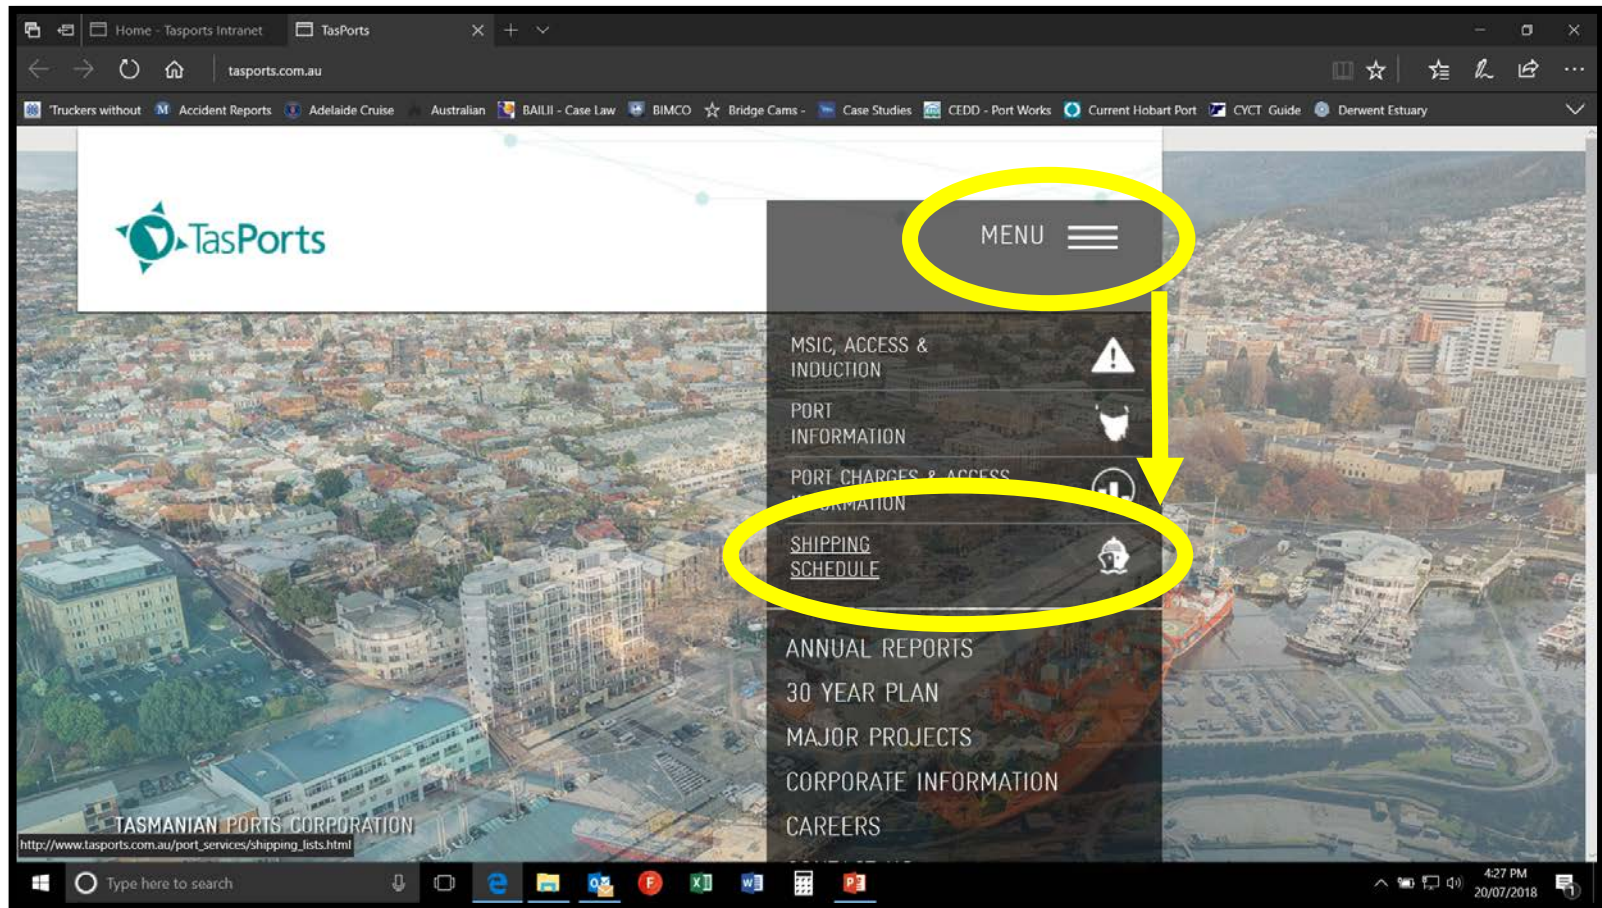 Home - Tasports Intranet
TasPorts
tasports.com.au
'Truckers without
Accident Reports
Adelaide Cruise
Australian
BAILII - Case Law
BIMCO
Bridge Cams -
Case Studies
CEDD - Port Works
Current Hobart Port
CYCT Guide
Derwent Estuary
TasPorts
MENU
MSIC, ACCESS &
INDUCTION
PORT
INFORMATION
PORT CHARGES & ACCESS
INFORMATION
SHIPPING
SCHEDULE
ANNUAL REPORTS
30 YEAR PLAN
MAJOR PROJECTS
CORPORATE INFORMATION
CAREERS
TASMANIAN PORTS CORPORATION
http://www.tasports.com.au/port_services/shipping_lists.html
Type here to search
4:27 PM
20/07/2018